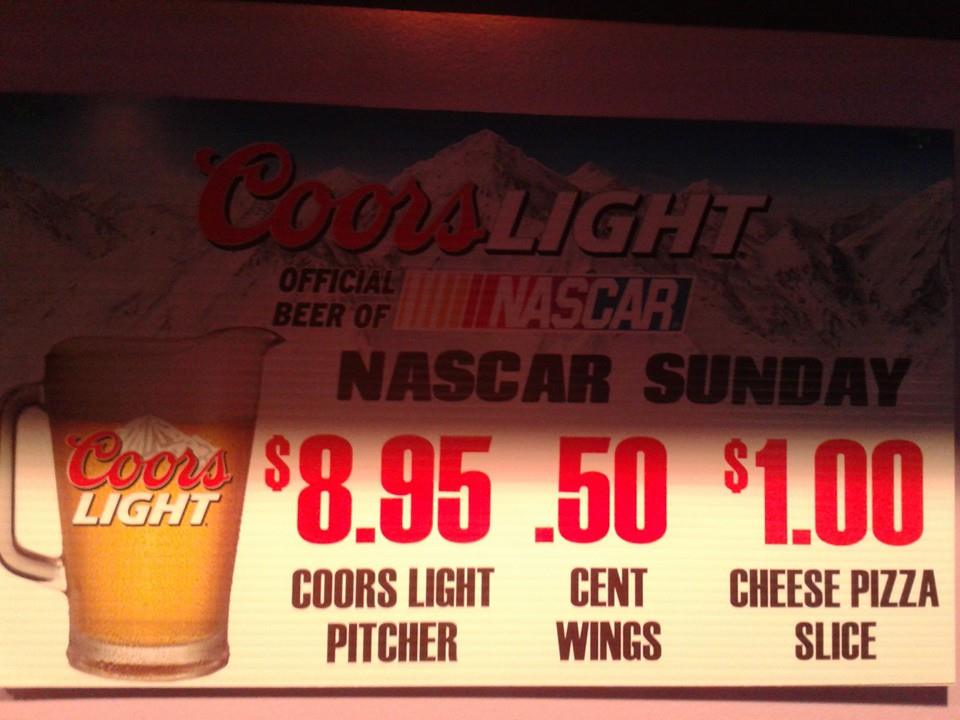 Coors LIGHT
OFFICIAL
BEER OF NASCAR.
NASCAR SUNDAY
Coors
LIGHT
$8.95 .50 $1.00
COORS LIGHT CENT CHEESE PIZZA
PITCHER WINGS SLICE